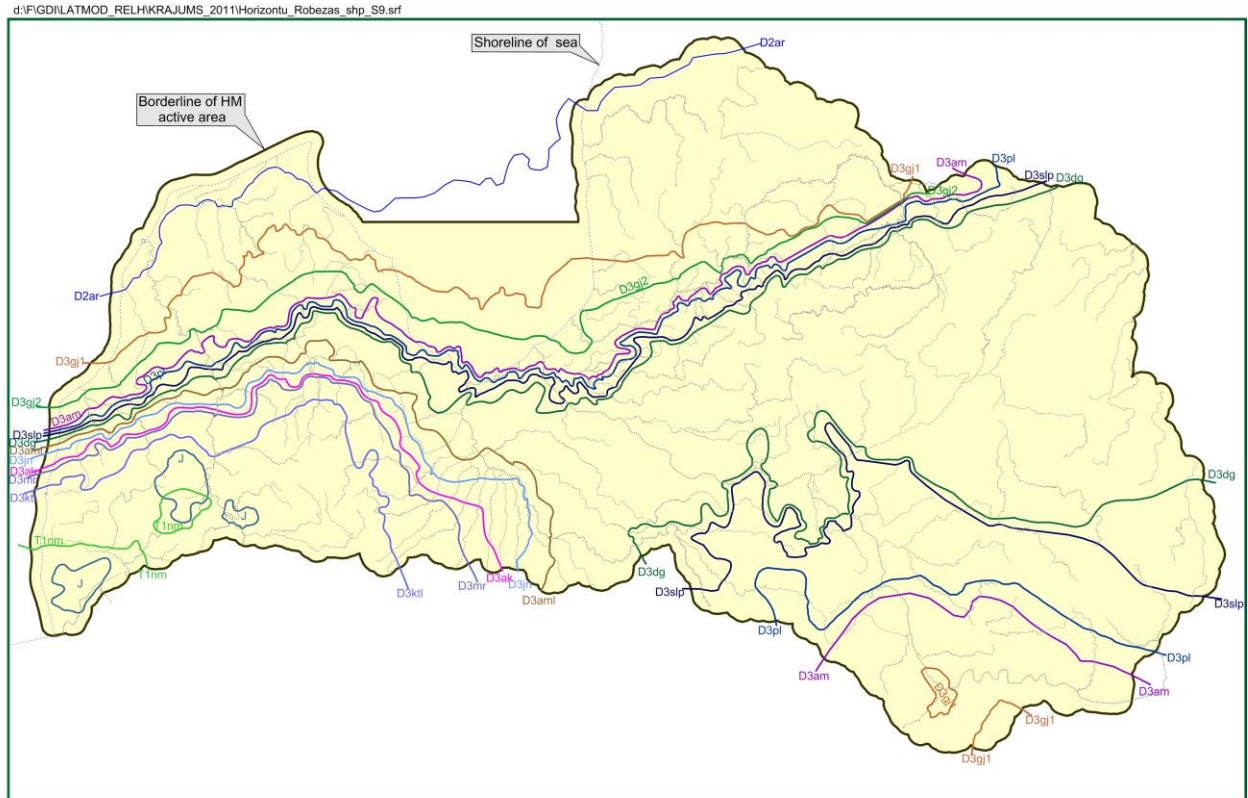 d:\F\GDI\LATMOD_RELH\KRAJUMS_2011\Horizontu_Robezas_shp_S9.srf
Shoreline of sea
D2ar
Borderline of HM
active area
D3gj1
D3am
D3pl
D3slp
D3dg
D3gj2
D2ar
D3gj2
D3gj1
D3pl
D3gj2
D3am
D3slp
D3dg
D3aml
D3jn
D3ak
D3mr
D3ktl
J
J
T1nm
T1nm
T1nm
J
D3dg
D3ak
D3mr
D3jn
D3ktl
D3aml
D3dg
D3slp
D3slp
D3pl
D3pl
D3am
D3am
D3gj1
D3gj1
D3gj1